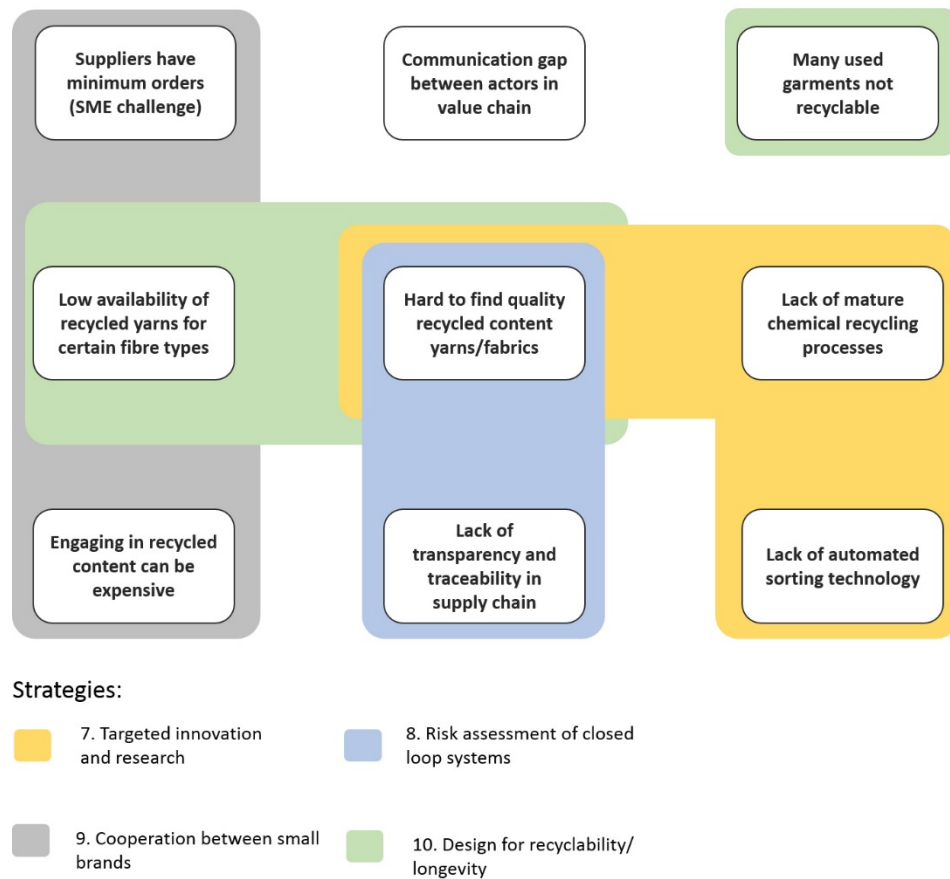 Suppliers have
minimum orders
(SME challenge)
Communication gap
between actors in
value chain
Many used
garments not
recyclable
Low availability of
recycled yarns for
certain fibre types
Hard to find quality
recycled content
yarns/fabrics
Lack of mature
chemical recycling
processes
Engaging in recycled
content can be
expensive
Lack of
transparency and
traceability in
supply chain
Lack of automated
sorting technology
Strategies:
7. Targeted innovation
and research
8. Risk assessment of closed
loop systems
9. Cooperation between small
brands
10. Design for recyclability/
longevity